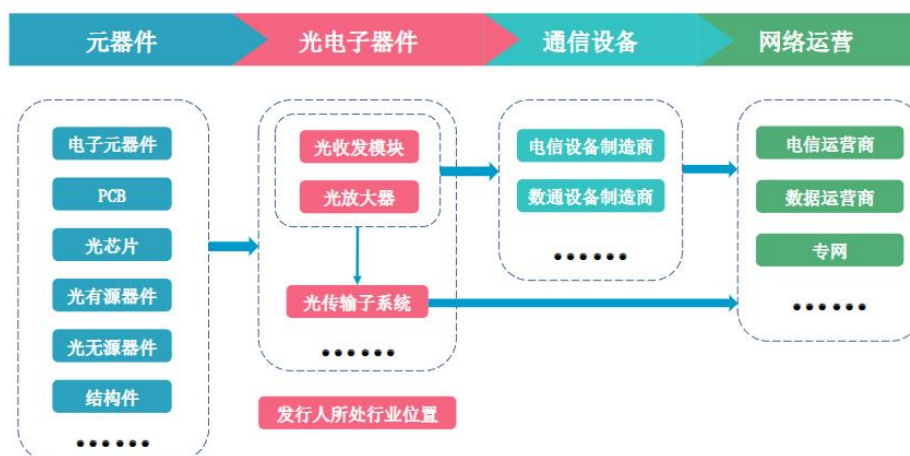 元器件
光电子器件
通信设备
网络运营
电子元器件
PCB
光芯片
光有源器件
光无源器件
结构件
••••••
光收发模块
光放大器
光传输子系统
••••••
发行人所处行业位置
电信设备制造商
数通设备制造商
••••••
电信运营商
数据运营商
专网
••••••